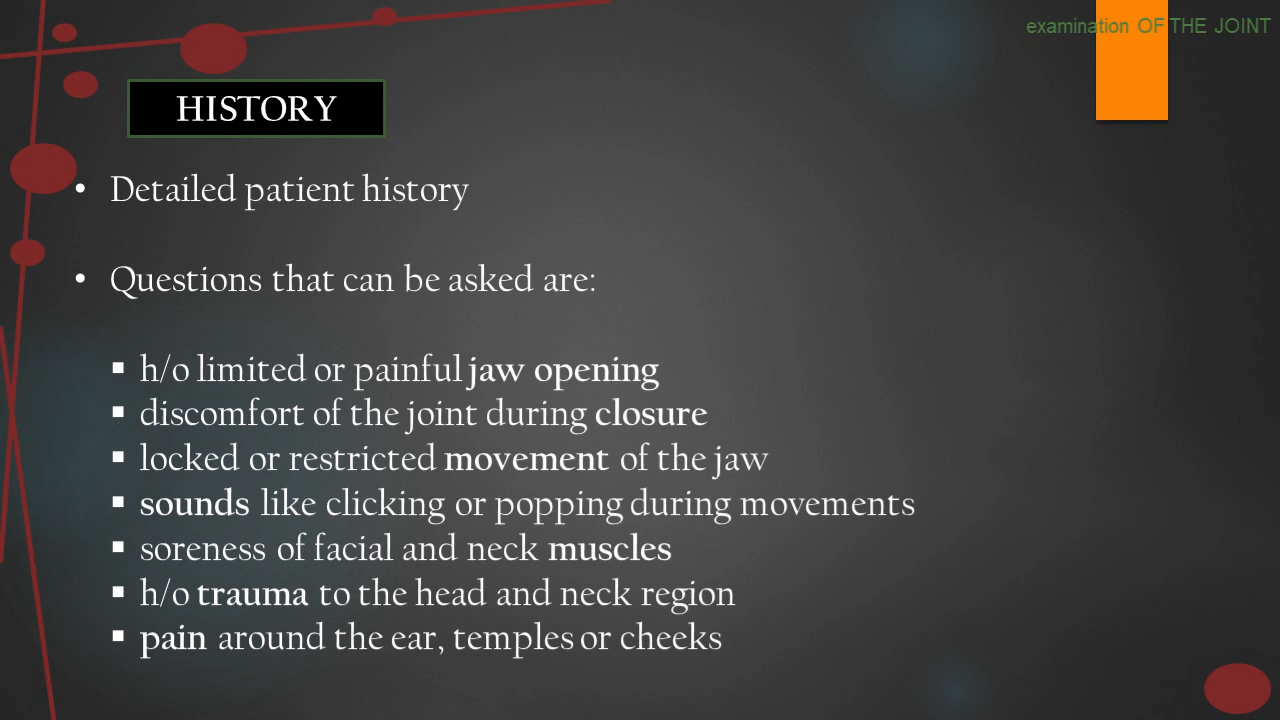 examination OF THE JOINT
HISTORY
• Detailed patient history
• Questions that can be asked are:
▪ h/o limited or painful jaw opening
▪ discomfort of the joint during closure
▪ locked or restricted movement of the jaw
▪ sounds like clicking or popping during movements
▪ soreness of facial and neck muscles
▪ h/o trauma to the head and neck region
▪ pain around the ear, temples or cheeks